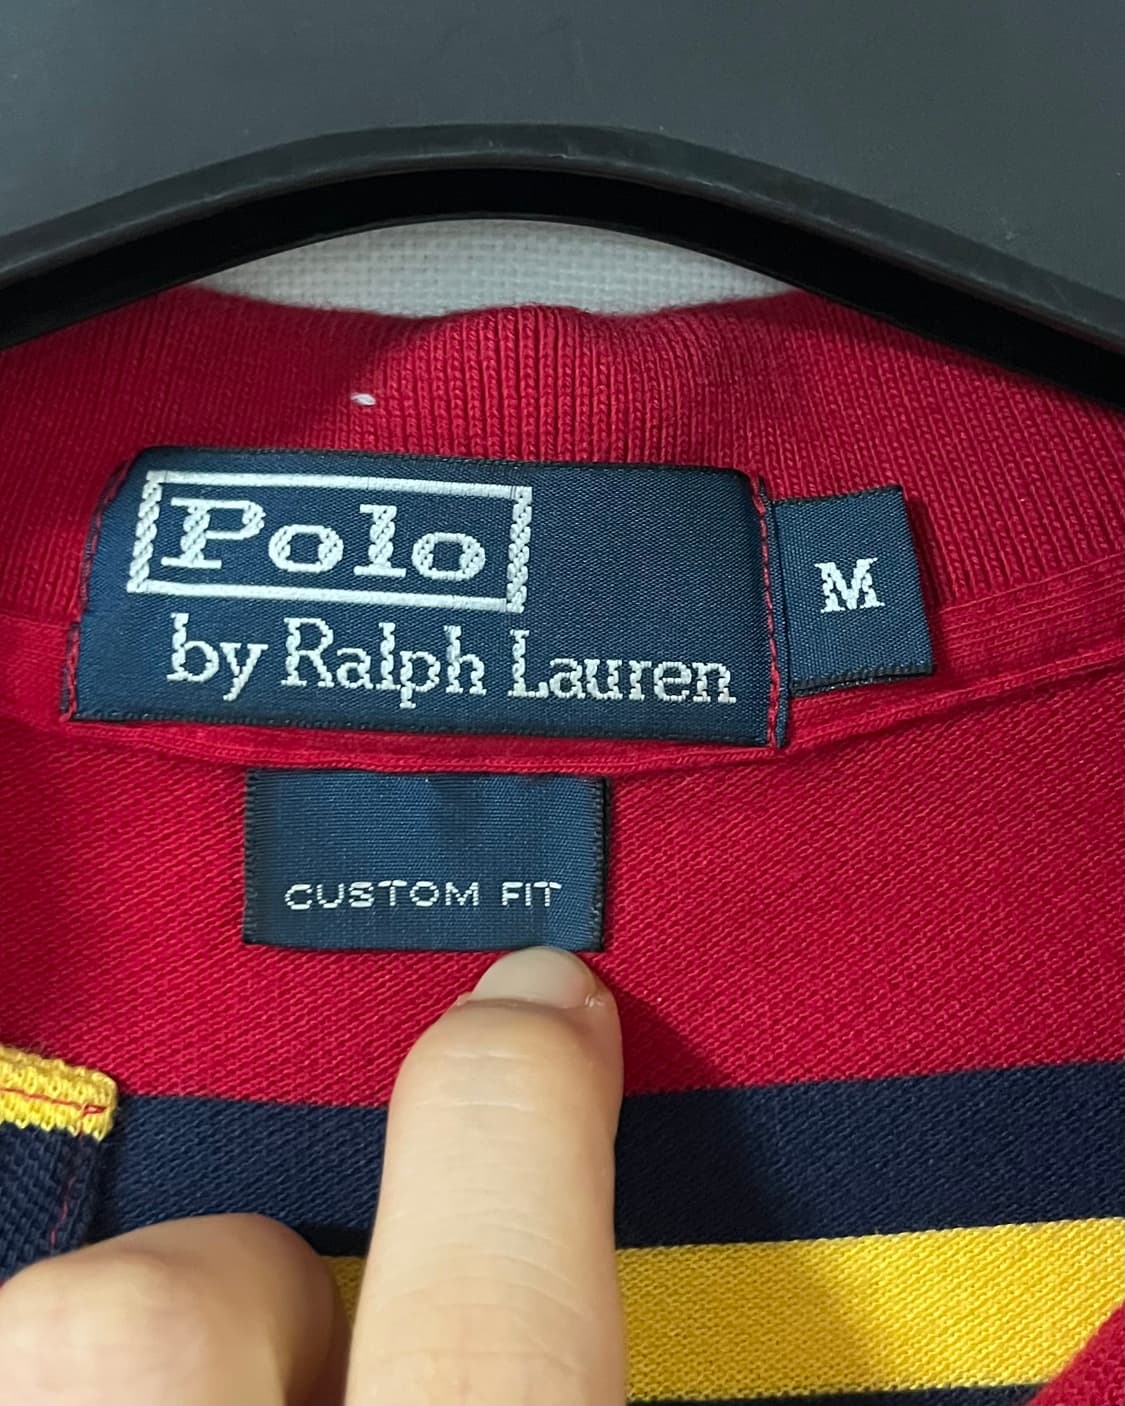 Polo
by Ralph Lauren
M
CUSTOM FIT